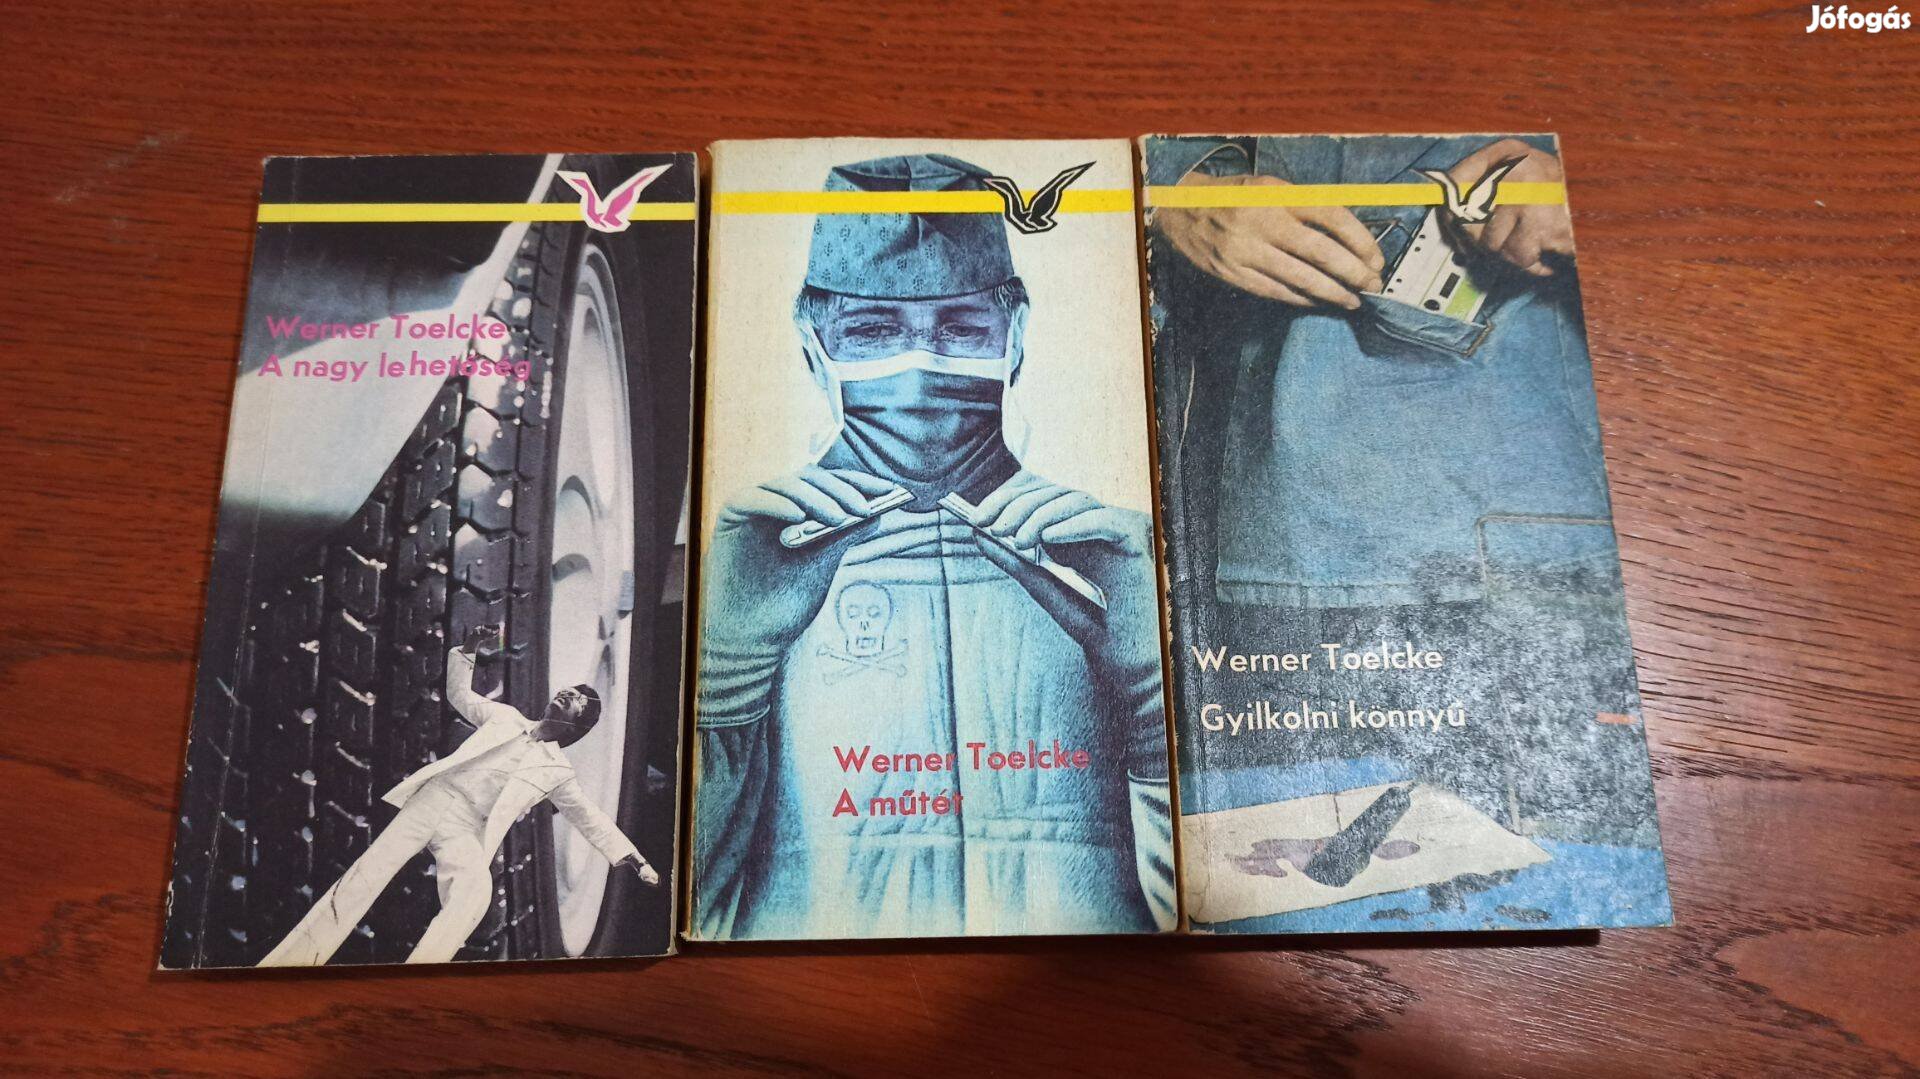 Jófogás
Werner Toelcke
A nagy lehetőség
Werner Toelcke
A műtét
Werner Toelcke
Gyilkolni könnyű